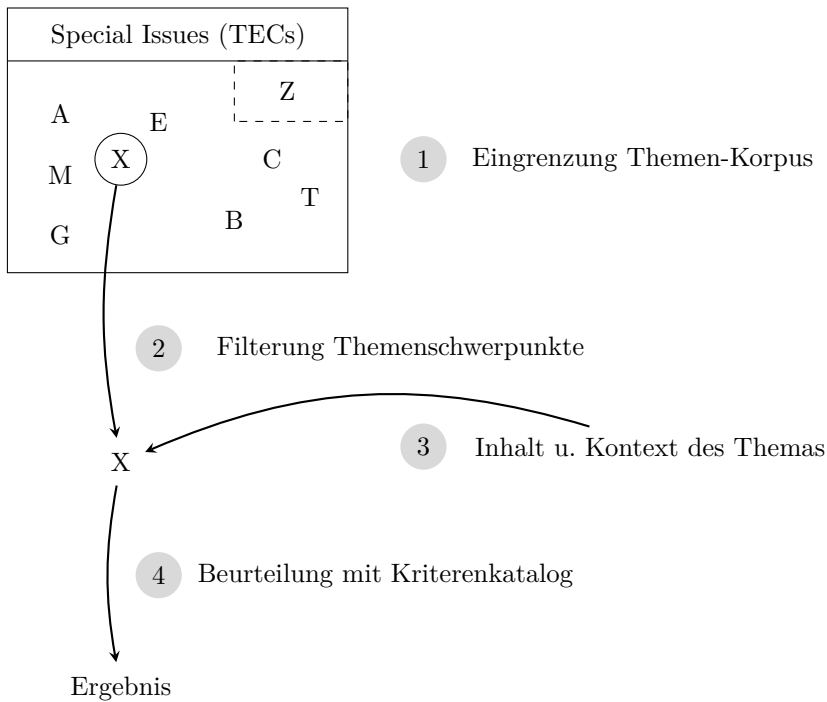 Special Issues (TECs)
Z
A
E
X
C
M
T
B
G
1 Eingrenzung Themen-Korpus
2 Filterung Themenschwerpunkte
3 Inhalt u. Kontext des Themas
X
4 Beurteilung mit Kriterenkatalog
Ergebnis